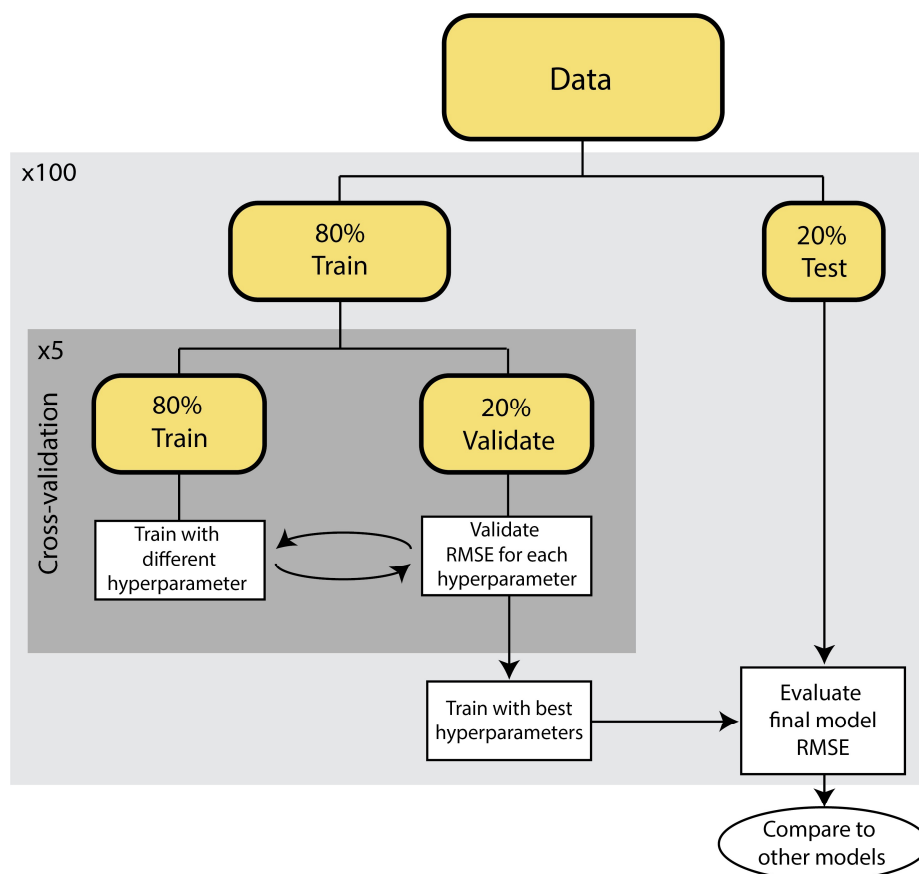 Data
x100
80%
Train
20%
Test
x5
Cross-validation
80%
Train
20%
Validate
Train with
different
hyperparameter
Validate
RMSE for each
hyperparameter
Train with best
hyperparameters
Evaluate
final model
RMSE
Compare to
other models